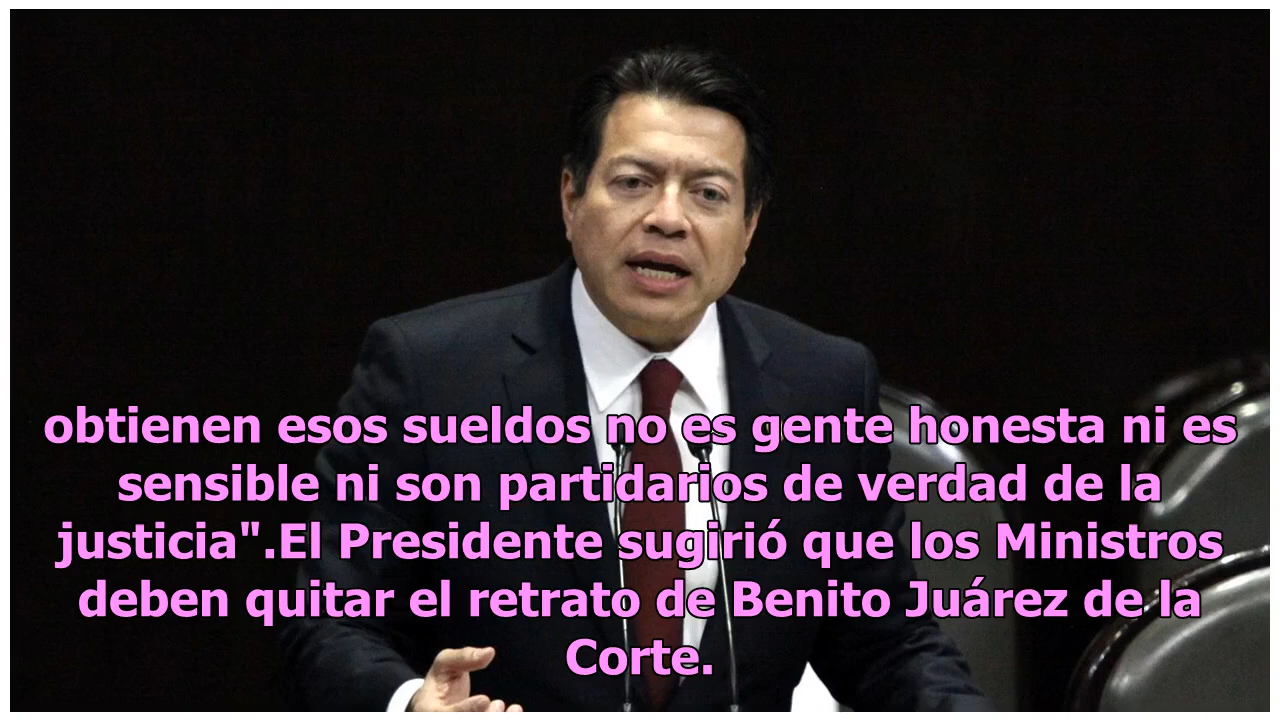 obtienen esos sueldos no es gente honesta ni es
sensible ni son partidarios de verdad de la
justicia".El Presidente sugirió que los Ministros
deben quitar el retrato de Benito Juárez de la
Corte.